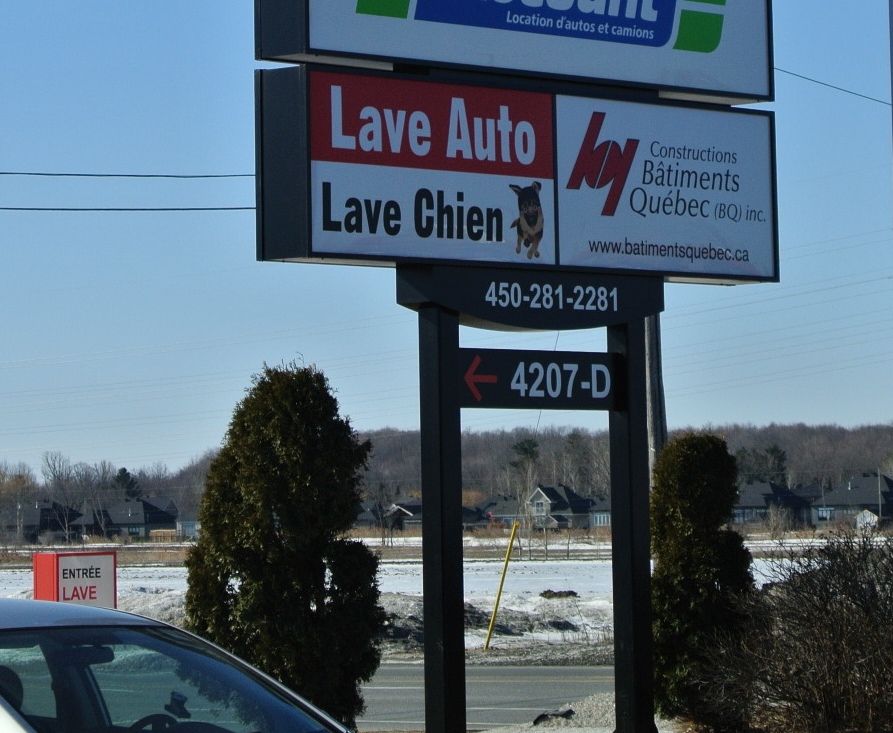 Location d'autos et camions
Lave Auto
Lave Chien
Constructions
Bâtiments
Québec (BQ) inc.
www.batimentsquebec.ca
450-281-2281
4207-D
ENTRÉE
LAVE